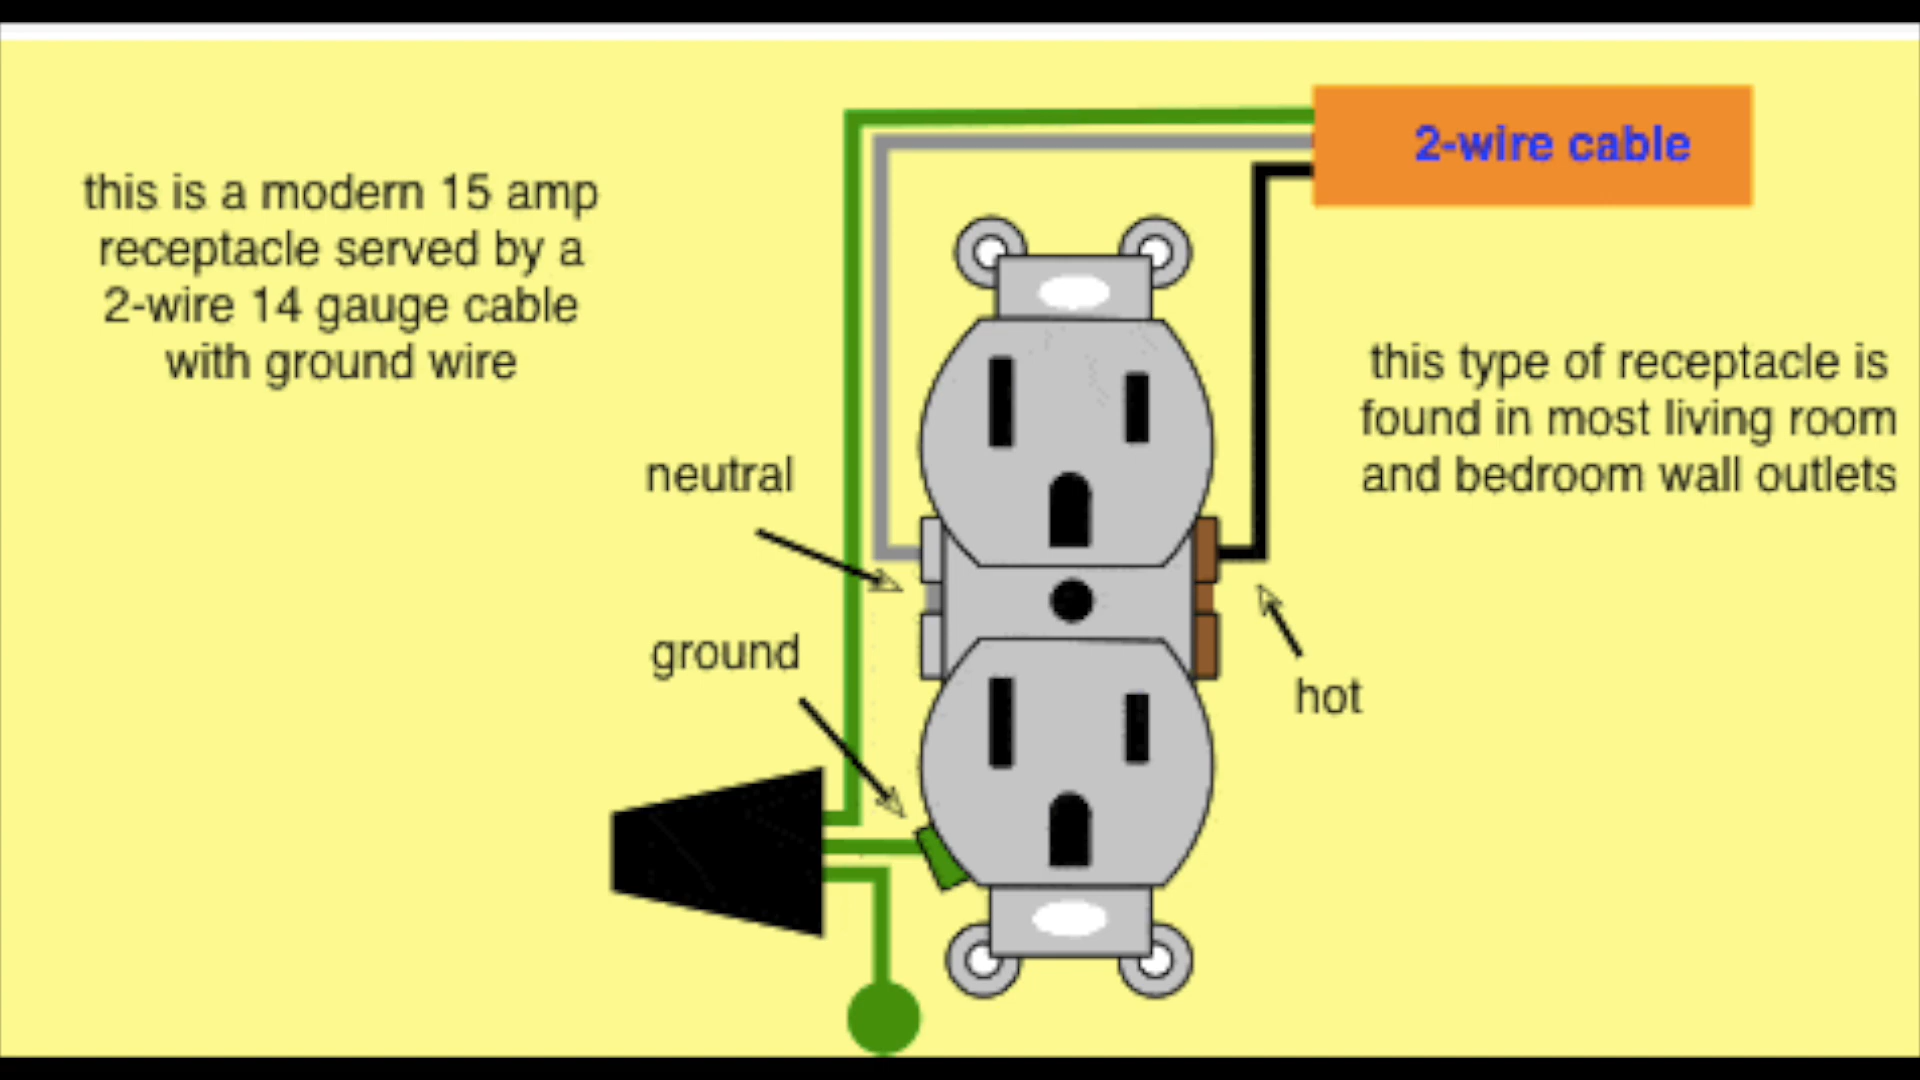 2-wire cable
this is a modern 15 amp
receptacle served by a
2-wire 14 gauge cable
with ground wire
this type of receptacle is
found in most living room
and bedroom wall outlets
neutral
ground
hot